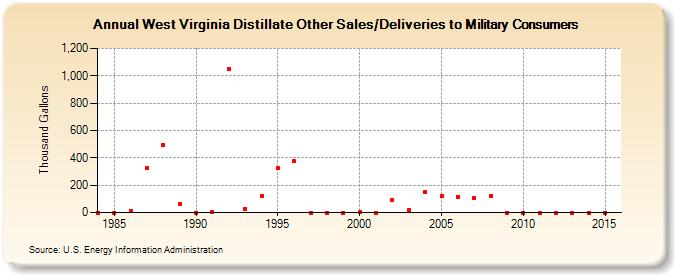 Annual West Virginia Distillate Other Sales/Deliveries to Military Consumers
Thousand Gallons
1,200
1,000
800
600
400
200
0
1985 1990 1995 2000 2005 2010 2015
Source: U.S. Energy Information Administration